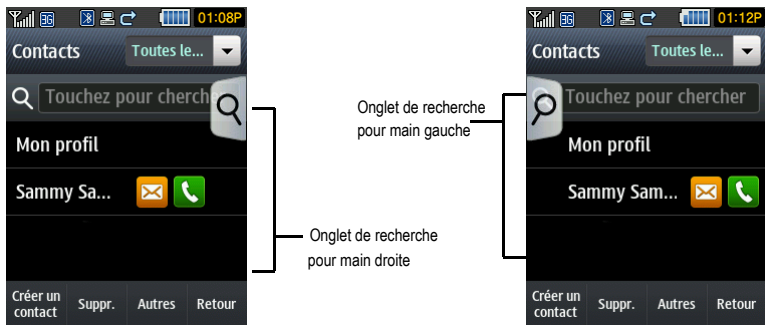 3G 01:08P
Contacts Toutes le...
Touchez pour cherch
Mon profil
Sammy Sa...
Créer un contact Suppr. Autres Retour
Onglet de recherche
pour main gauche
Onglet de recherche
pour main droite
3G 01:12P
Contacts Toutes le...
Touchez pour chercher
Mon profil
Sammy Sam...
Créer un contact Suppr. Autres Retour